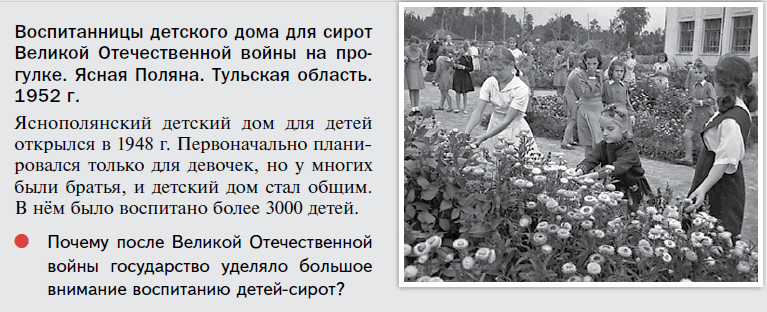 Воспитанницы детского дома для сирот
Великой Отечественной войны на про-
гулке. Ясная Поляна. Тульская область.
1952 г.
Яснополянский детский дом для детей
открылся в 1948 г. Первоначально плани-
ровался только для девочек, но у многих
были братья, и детский дом стал общим.
В нём было воспитано более 3000 детей.
Почему после Великой Отечественной
войны государство уделяло большое
внимание воспитанию детей-сирот?